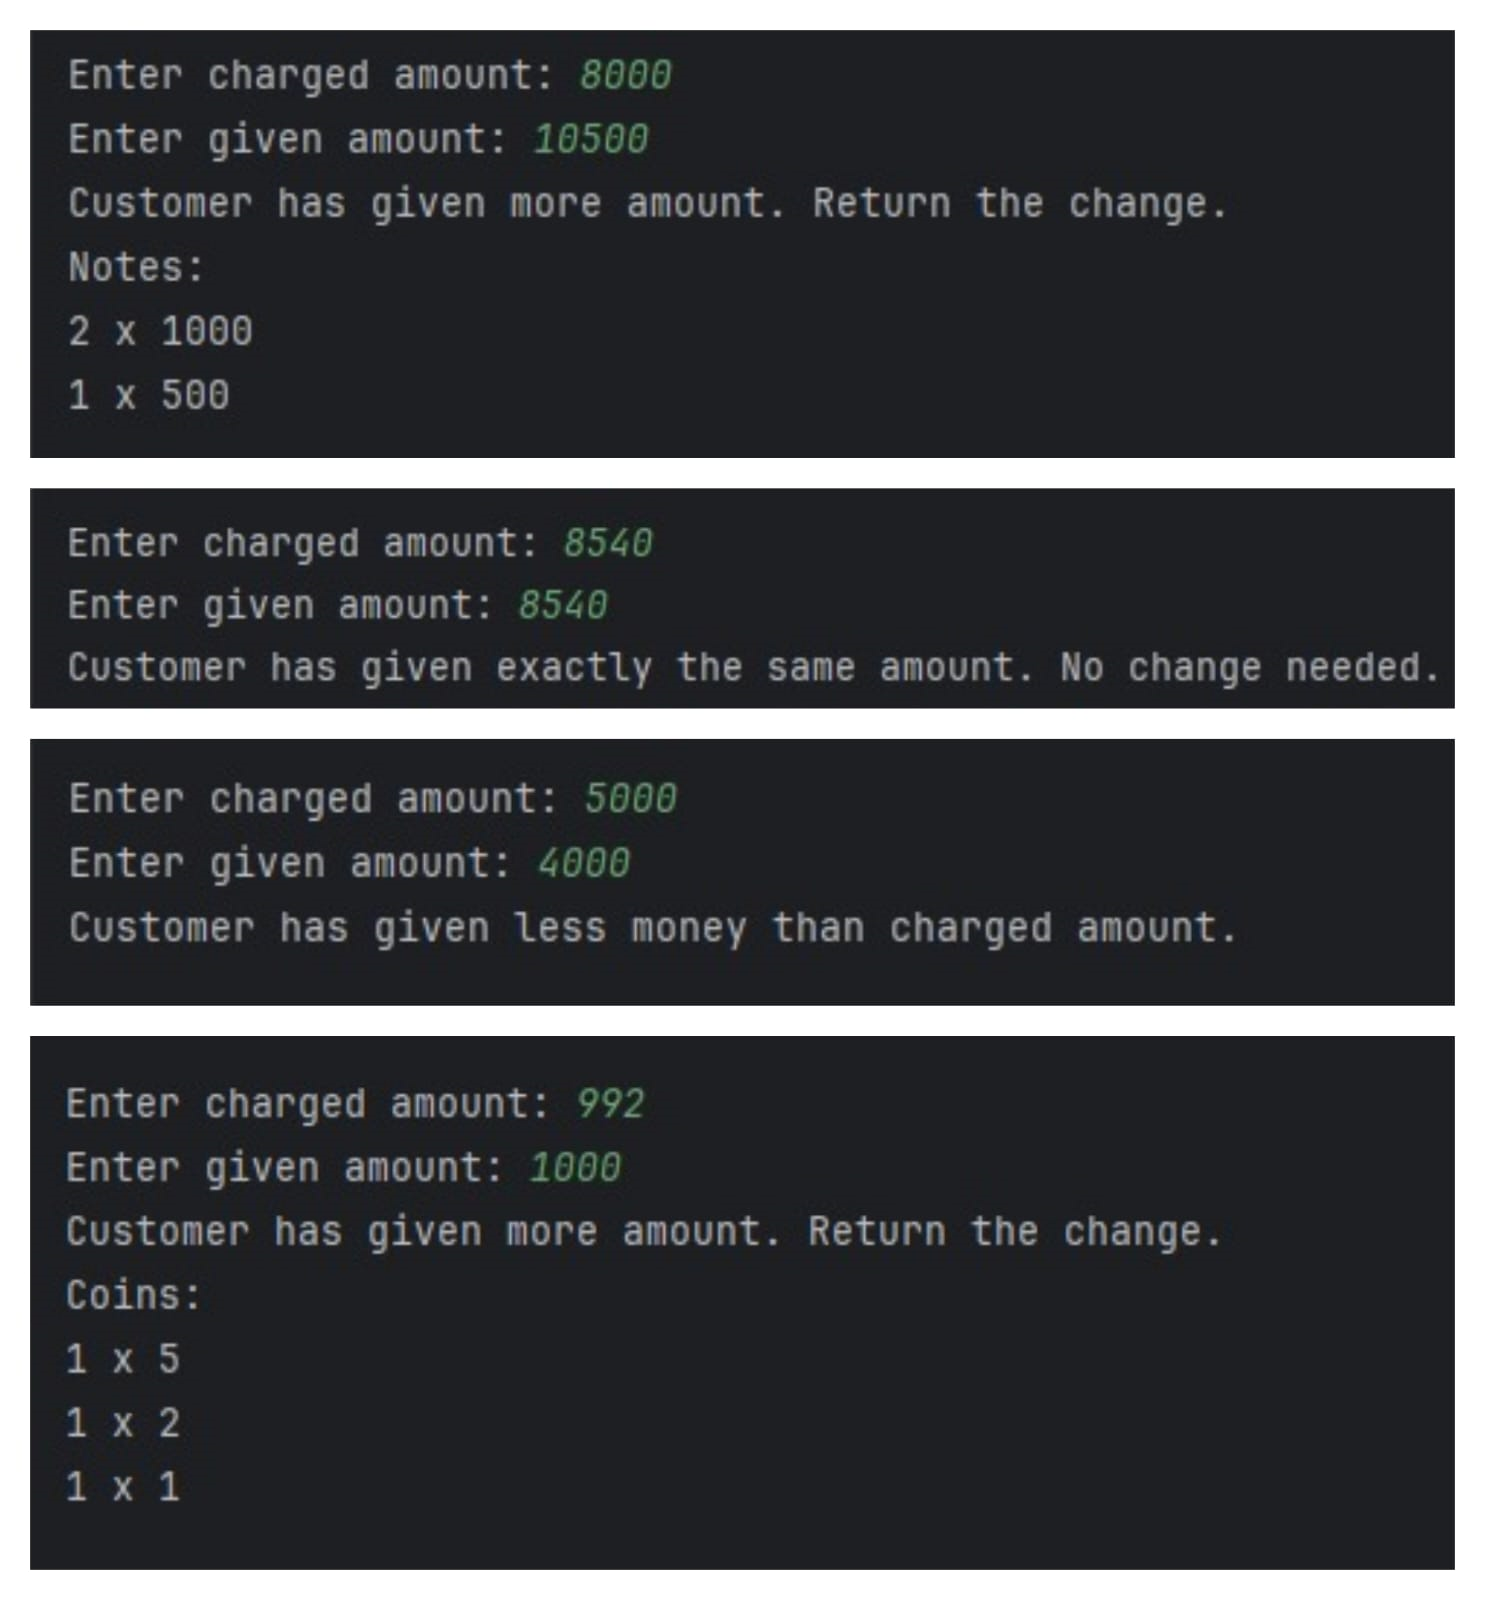 Enter charged amount: 8000
Enter given amount: 10500
Customer has given more amount. Return the change.
Notes:
2 x 1000
1 x 500
Enter charged amount: 8540
Enter given amount: 8540
Customer has given exactly the same amount. No change needed.
Enter charged amount: 5000
Enter given amount: 4000
Customer has given less money than charged amount.
Enter charged amount: 992
Enter given amount: 1000
Customer has given more amount. Return the change.
Coins:
1 x 5
1 x 2
1 x 1